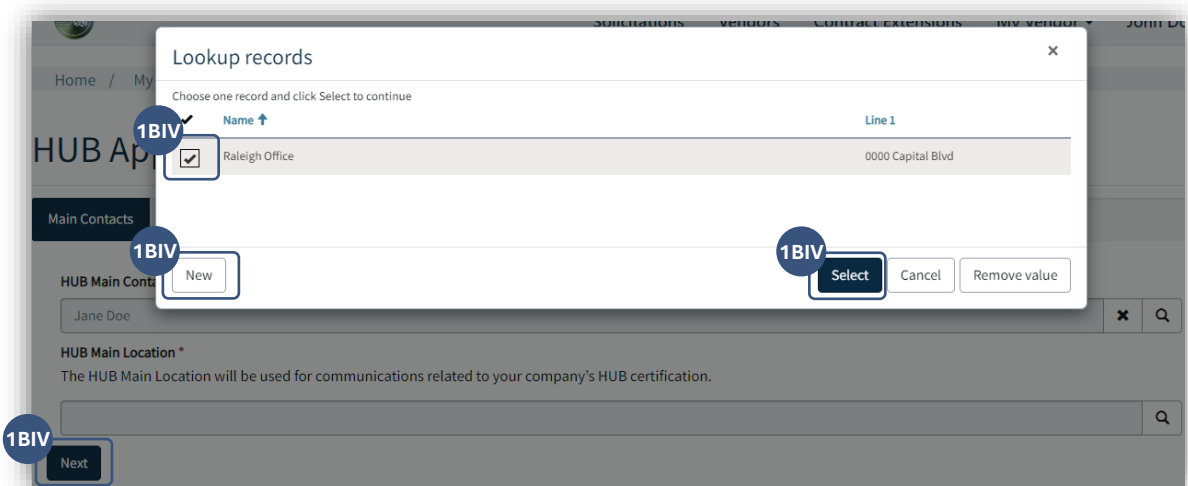 Solicitations Vendors Contract Extensions My Vendor
Home / My
Lookup records
×
Choose one record and click Select to continue
Name ↑ Line 1
1BIV
HUB Ap
Raleigh Office 0000 Capital Blvd
Main Contacts
1BIV
1BIV
New Select Cancel Remove value
HUB Main Conta
Jane Doe
HUB Main Location *
The HUB Main Location will be used for communications related to your company's HUB certification.
1BIV
Next